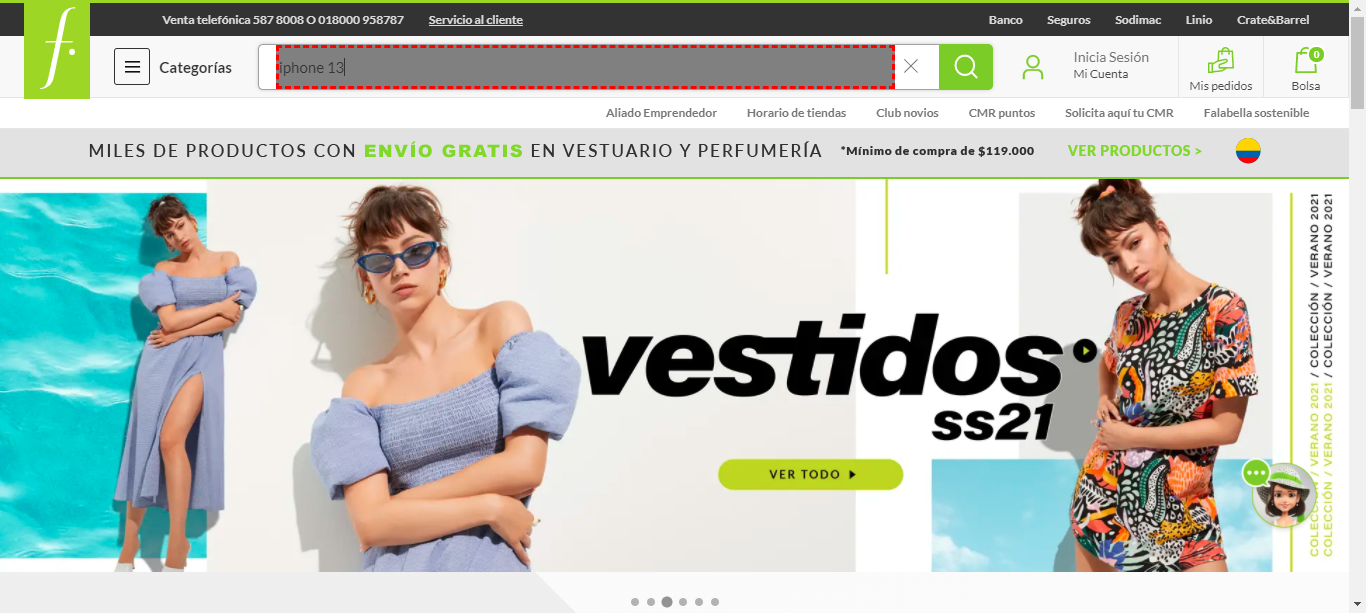 Venta telefónica 587 8008 O 018000 958787
Servicio al cliente
Banco
Seguros
Sodimac
Linio
Crate&Barrel
f.
Categorías
iphone 13
Inicia Sesión
Mi Cuenta
Mis pedidos
0
Bolsa
Aliado Emprendedor
Horario de tiendas
Club novios
CMR puntos
Solicita aquí tu CMR
Falabella sostenible
MILES DE PRODUCTOS CON ENVÍO GRATIS EN VESTUARIO Y PERFUMERÍA
*Mínimo de compra de $119.000
VER PRODUCTOS >
vestidos
ss21
VER TODO
COLECCIÓN / VERANO 2021 / COLECCIÓN / VERANO 2021
COLECCIÓN / VERANO 2021 / COLECCIÓN / VERANO 2021